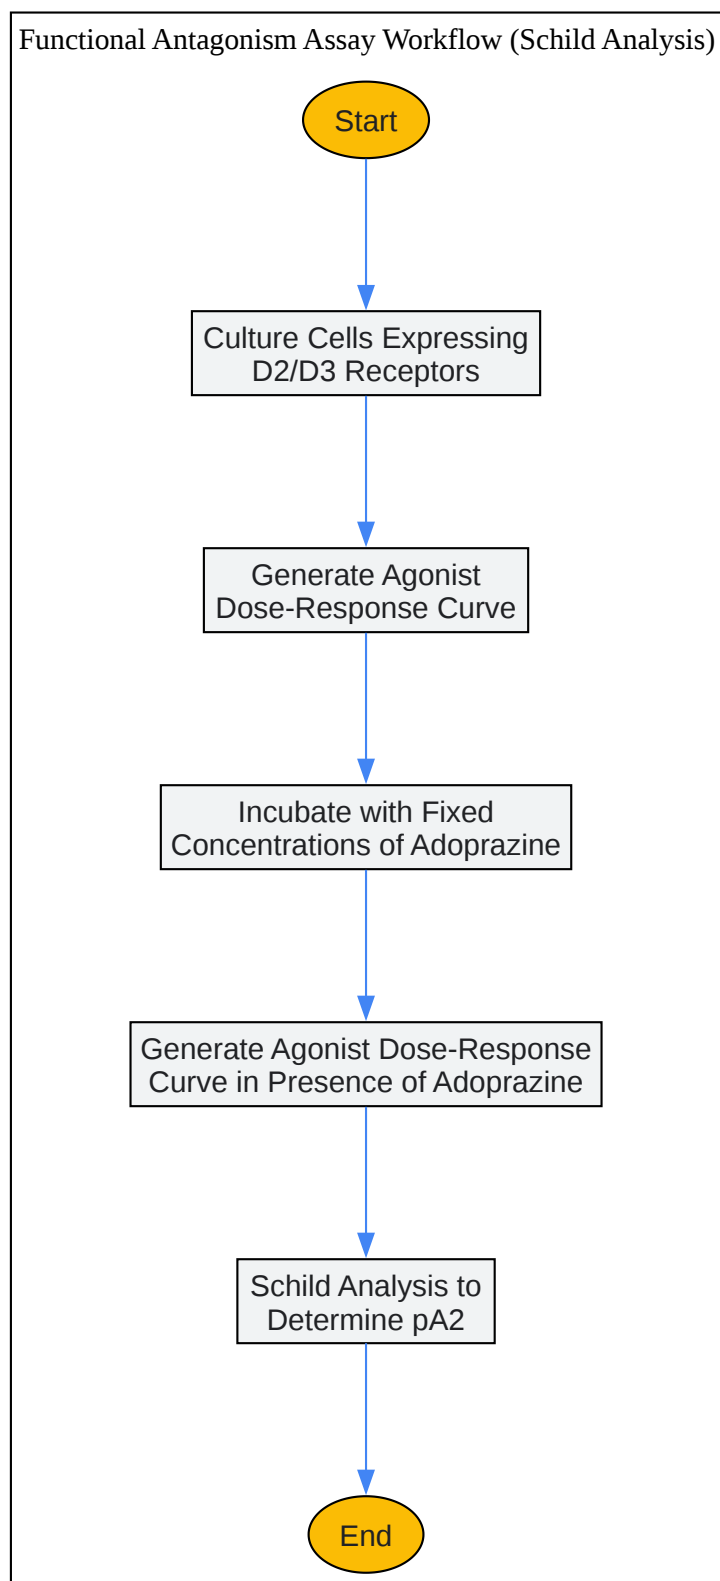 Functional Antagonism Assay Workflow (Schild Analysis)
Start
Culture Cells Expressing
D2/D3 Receptors
Generate Agonist
Dose-Response Curve
Incubate with Fixed
Concentrations of Adoprazine
Generate Agonist Dose-Response
Curve in Presence of Adoprazine
Schild Analysis to
Determine pA2
End